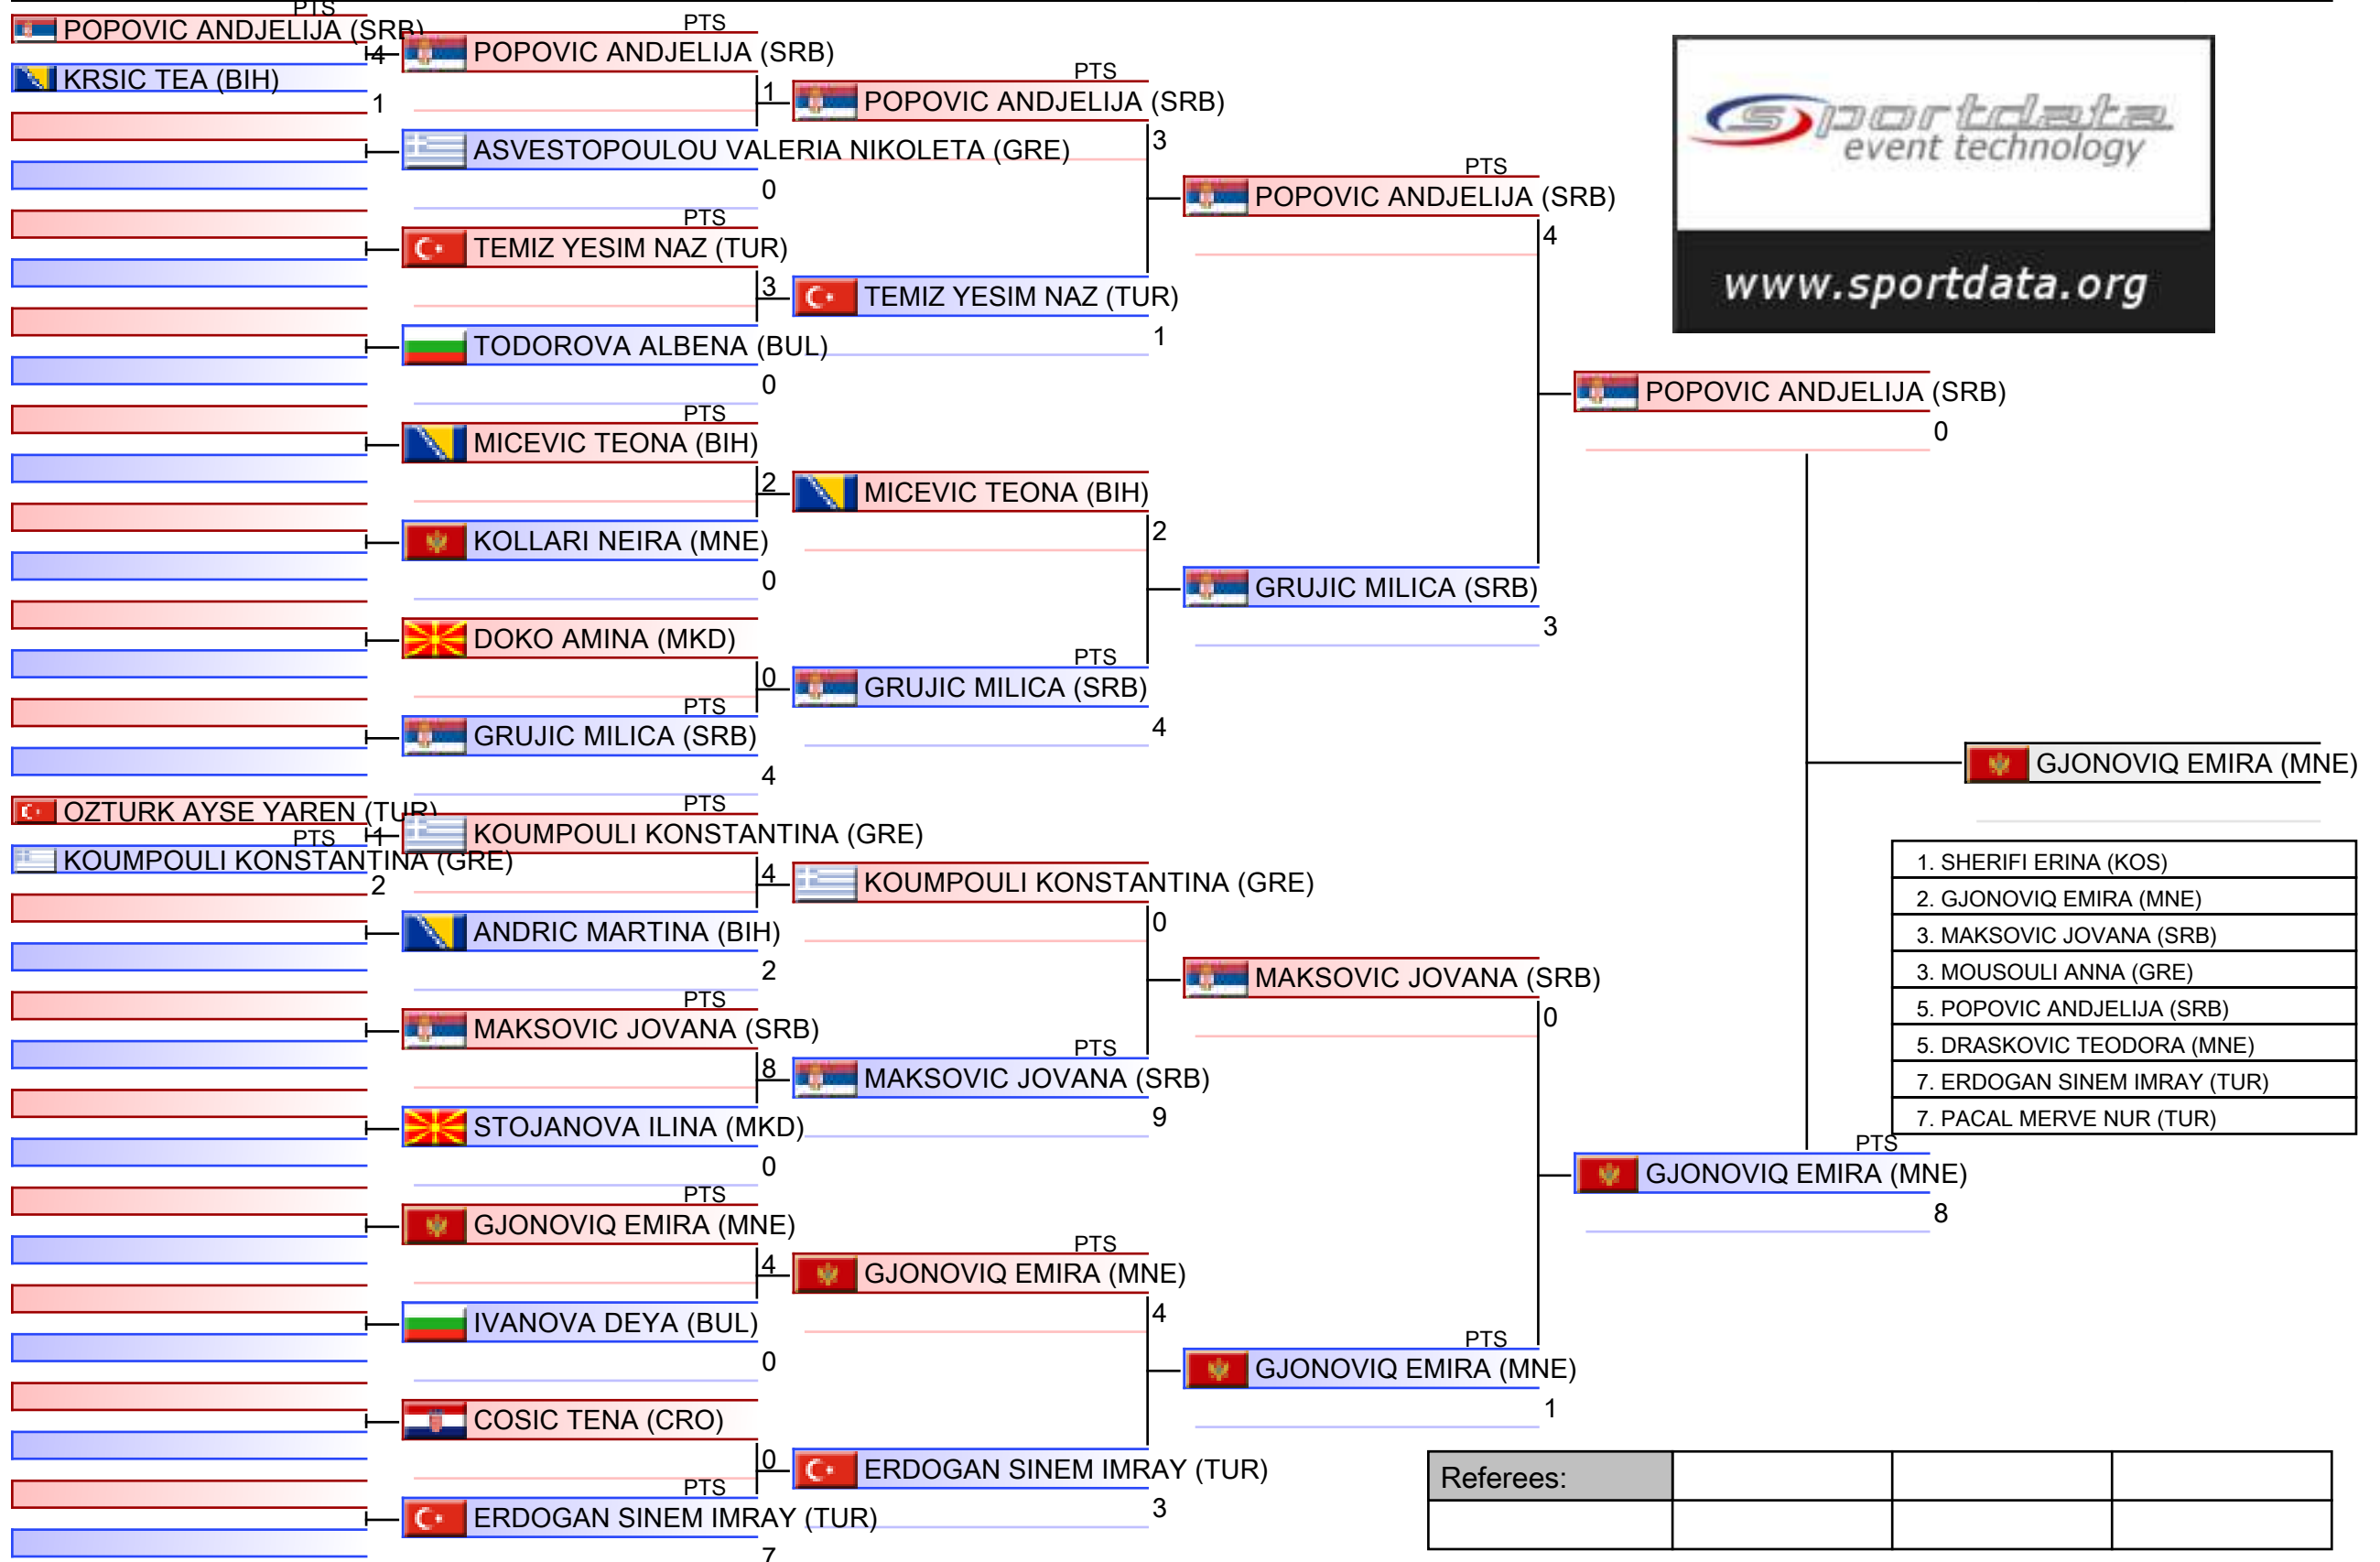 PTS
POPOVIC ANDJELIJA (SRB)
4
KRSIC TEA (BIH)
1
OZTURK AYSE YAREN (TUR)
1
PTS
KOUMPOULI KONSTANTINA (GRE)
2
PTS
POPOVIC ANDJELIJA (SRB)
1
ASVESTOPOULOU VALERIA NIKOLETA (GRE)
0
PTS
TEMIZ YESIM NAZ (TUR)
3
TODOROVA ALBENA (BUL)
0
PTS
MICEVIC TEONA (BIH)
2
KOLLARI NEIRA (MNE)
0
DOKO AMINA (MKD)
0
PTS
GRUJIC MILICA (SRB)
4
PTS
KOUMPOULI KONSTANTINA (GRE)
4
ANDRIC MARTINA (BIH)
2
PTS
MAKSOVIC JOVANA (SRB)
8
STOJANOVA ILINA (MKD)
0
PTS
GJONOVIQ EMIRA (MNE)
4
IVANOVA DEYA (BUL)
0
COSIC TENA (CRO)
0
PTS
ERDOGAN SINEM IMRAY (TUR)
7
PTS
POPOVIC ANDJELIJA (SRB)
3
TEMIZ YESIM NAZ (TUR)
1
MICEVIC TEONA (BIH)
2
PTS
GRUJIC MILICA (SRB)
4
KOUMPOULI KONSTANTINA (GRE)
0
PTS
MAKSOVIC JOVANA (SRB)
9
PTS
GJONOVIQ EMIRA (MNE)
4
ERDOGAN SINEM IMRAY (TUR)
3
PTS
POPOVIC ANDJELIJA (SRB)
4
GRUJIC MILICA (SRB)
3
MAKSOVIC JOVANA (SRB)
0
PTS
GJONOVIQ EMIRA (MNE)
1
POPOVIC ANDJELIJA (SRB)
0
PTS
GJONOVIQ EMIRA (MNE)
8
GJONOVIQ EMIRA (MNE)
sportdata
event technology
www.sportdata.org
1. SHERIFI ERINA (KOS)
2. GJONOVIQ EMIRA (MNE)
3. MAKSOVIC JOVANA (SRB)
3. MOUSOULI ANNA (GRE)
5. POPOVIC ANDJELIJA (SRB)
5. DRASKOVIC TEODORA (MNE)
7. ERDOGAN SINEM IMRAY (TUR)
7. PACAL MERVE NUR (TUR)
Referees: